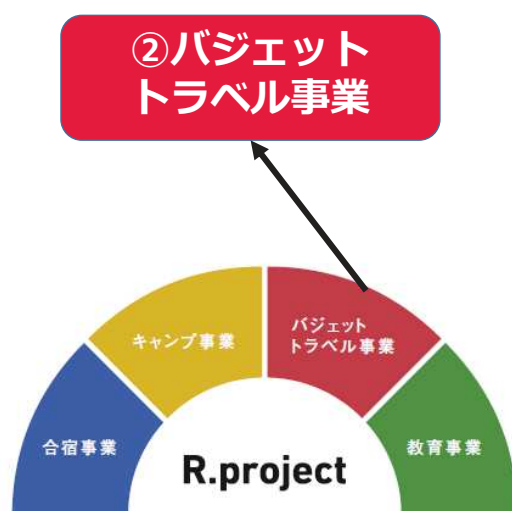 ②バジェット
トラベル事業
キャンプ事業
バジェット
トラベル事業
合宿事業
教育事業
R.project